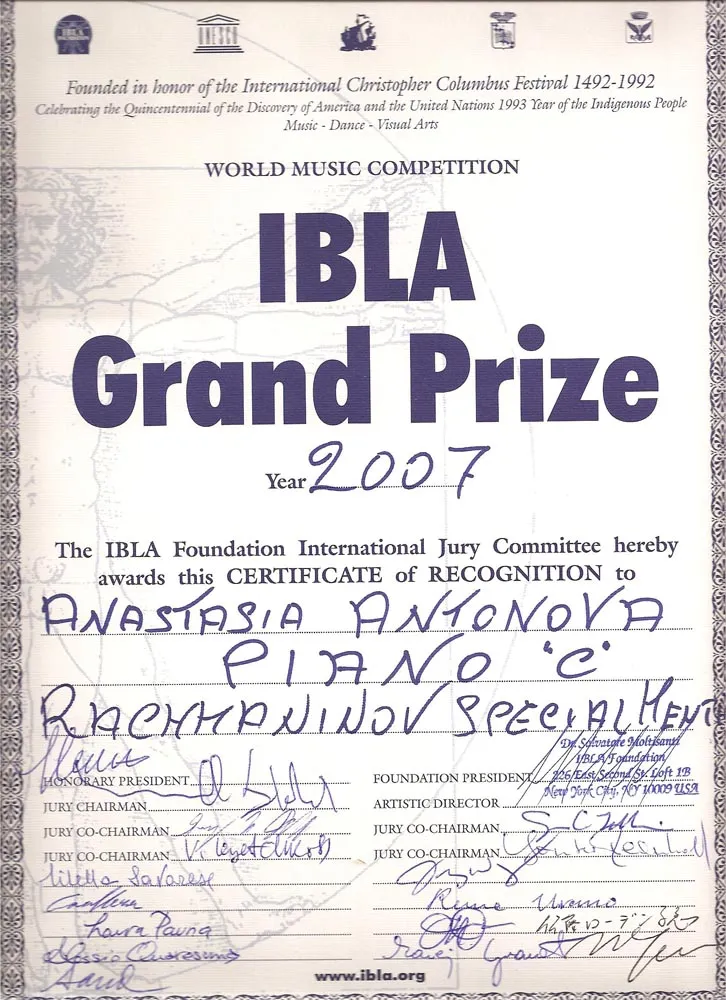 IBLA
UNESCO
Founded in honor of the International Christopher Columbus Festival 1492-1992
Celebrating the Quincentennial of the Discovery of America and the United Nations 1993 Year of the Indigenous People
Music - Dance - Visual Arts
WORLD MUSIC COMPETITION
IBLA
Grand Prize
Year 2007
The IBLA Foundation International Jury Committee hereby
awards this CERTIFICATE of RECOGNITION to
ANASTASIA ANTONOVA
PIANO "C"
RACHMANINOV SPECIAL MENT
Dr. Salvatore Moltisanti
IBLA Foundation
226 East Second St. Loft 1B
New York City, NY 10009 USA
HONORARY PRESIDENT
FOUNDATION PRESIDENT
JURY CHAIRMAN
ARTISTIC DIRECTOR
JURY CO-CHAIRMAN
JURY CO-CHAIRMAN
JURY CO-CHAIRMAN
JURY CO-CHAIRMAN
Savarese
Laura
www.ibla.org